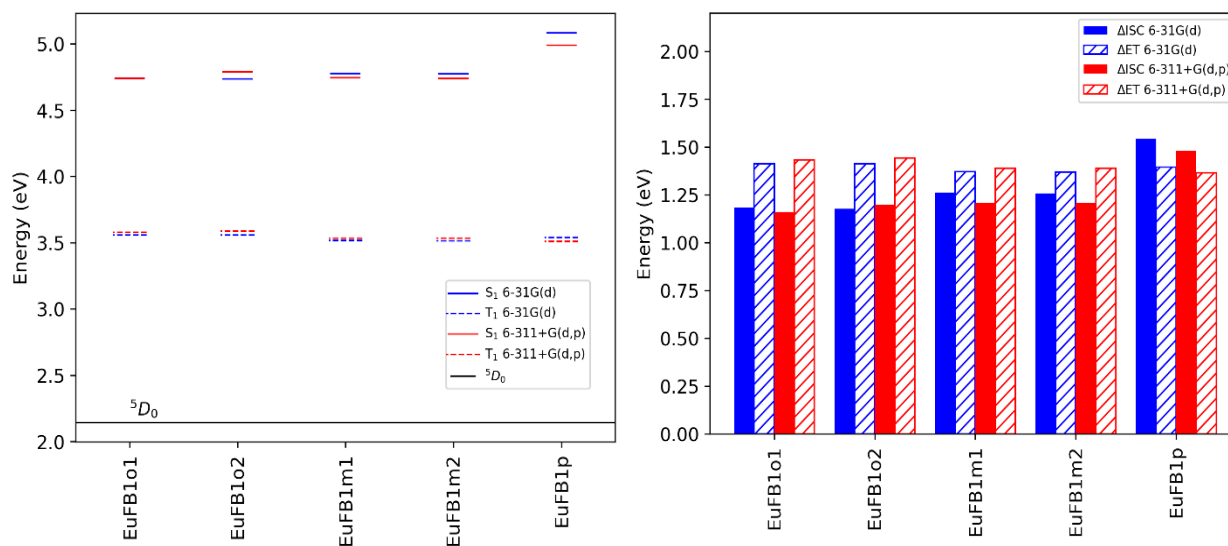 Energy (eV)
5.0
4.5
4.0
3.5
3.0
2.5
2.0
S₁ 6-31G(d)
T₁ 6-31G(d)
S₁ 6-311+G(d,p)
T₁ 6-311+G(d,p)
⁵D₀
⁵D₀
EuFB1o1
EuFB1o2
EuFB1m1
EuFB1m2
EuFB1p
Energy (eV)
2.00
1.75
1.50
1.25
1.00
0.75
0.50
0.25
0.00
ΔISC 6-31G(d)
ΔET 6-31G(d)
ΔISC 6-311+G(d,p)
ΔET 6-311+G(d,p)
EuFB1o1
EuFB1o2
EuFB1m1
EuFB1m2
EuFB1p